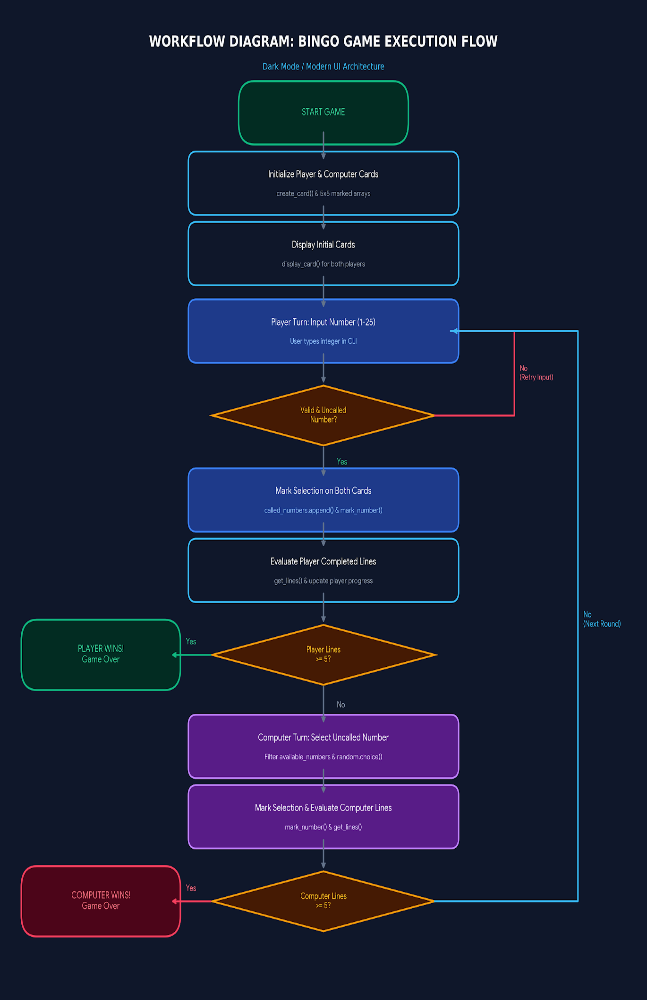 WORKFLOW DIAGRAM: BINGO GAME EXECUTION FLOW
Dark Mode / Modern UI Architecture
START GAME
Initialize Player & Computer Cards
create_card() & 5x5 marked arrays
Display Initial Cards
display_card() for both players
Player Turn: Input Number (1-25)
User types integer in CLI
No
(Retry Input)
Valid & Uncalled
Number?
Yes
Mark Selection on Both Cards
called_numbers.append() & mark_number()
Evaluate Player Completed Lines
get_lines() & update player progress
No
(Next Round)
PLAYER WINS!
Game Over
Yes
Player Lines
>= 5?
No
Computer Turn: Select Uncalled Number
Filter available_numbers & random.choice()
Mark Selection & Evaluate Computer Lines
mark_number() & get_lines()
COMPUTER WINS!
Game Over
Yes
Computer Lines
>= 5?